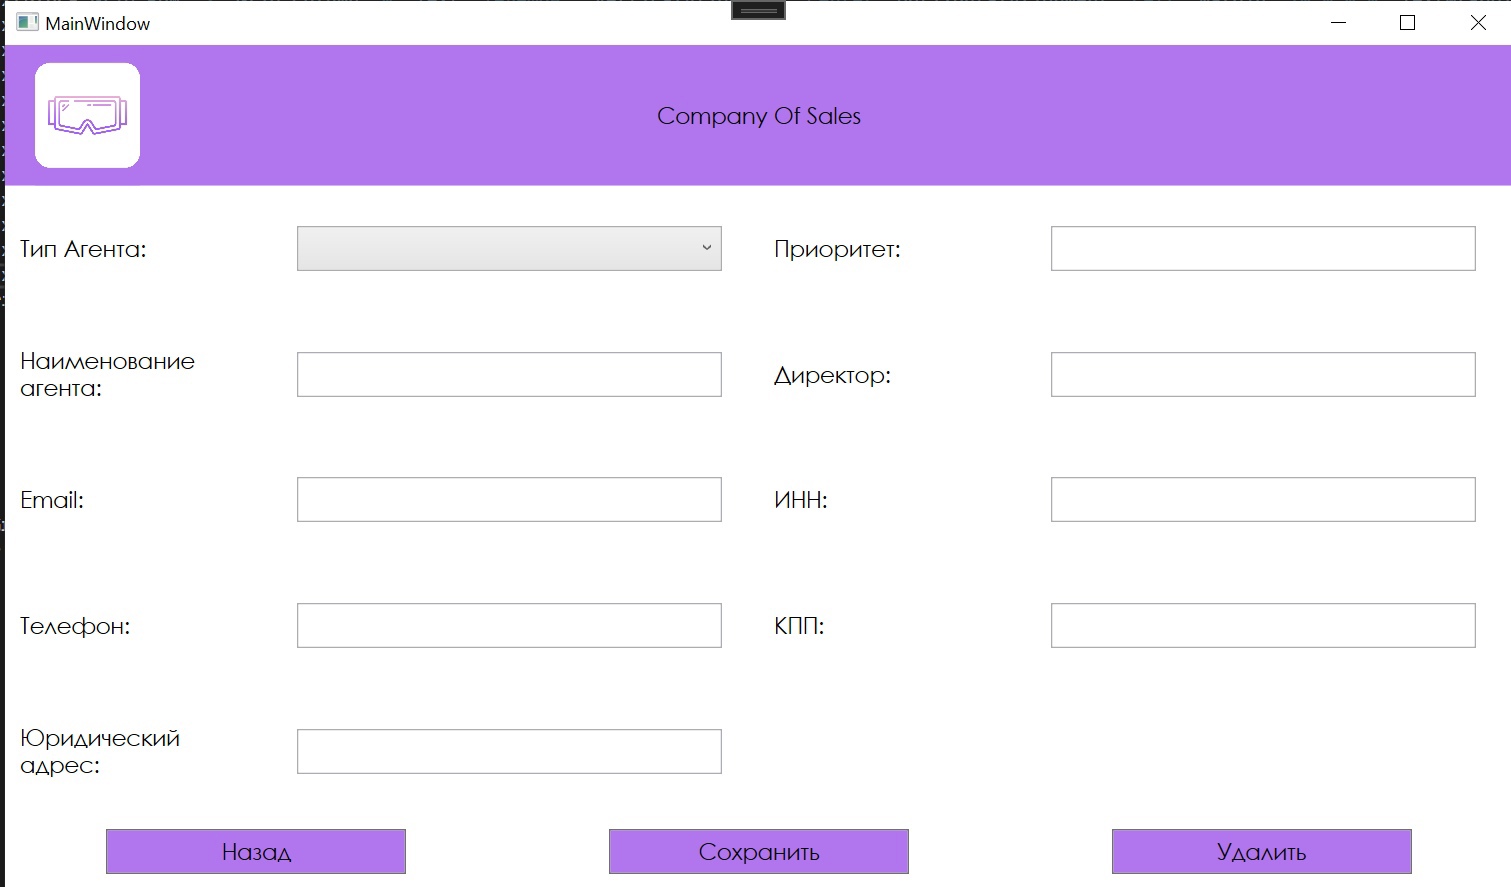 MainWindow
Company Of Sales
Тип Агента:
Приоритет:
Наименование
агента:
Директор:
Email:
ИНН:
Телефон:
КПП:
Юридический
адрес:
Назад
Сохранить
Удалить